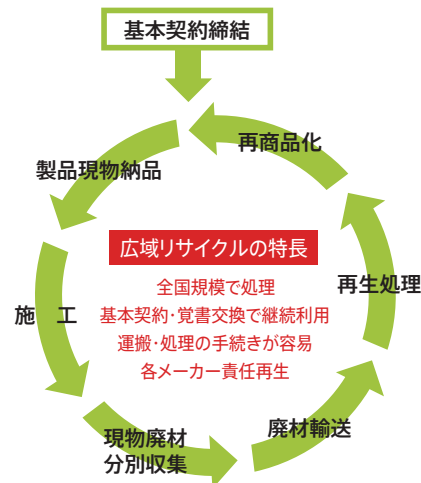 基本契約締結
再商品化
製品現物納品
広域リサイクルの特長
全国規模で処理
基本契約・覚書交換で継続利用
運搬・処理の手続きが容易
各メーカー責任再生
再生処理
施　工
廃材輸送
現物廃材
分別収集